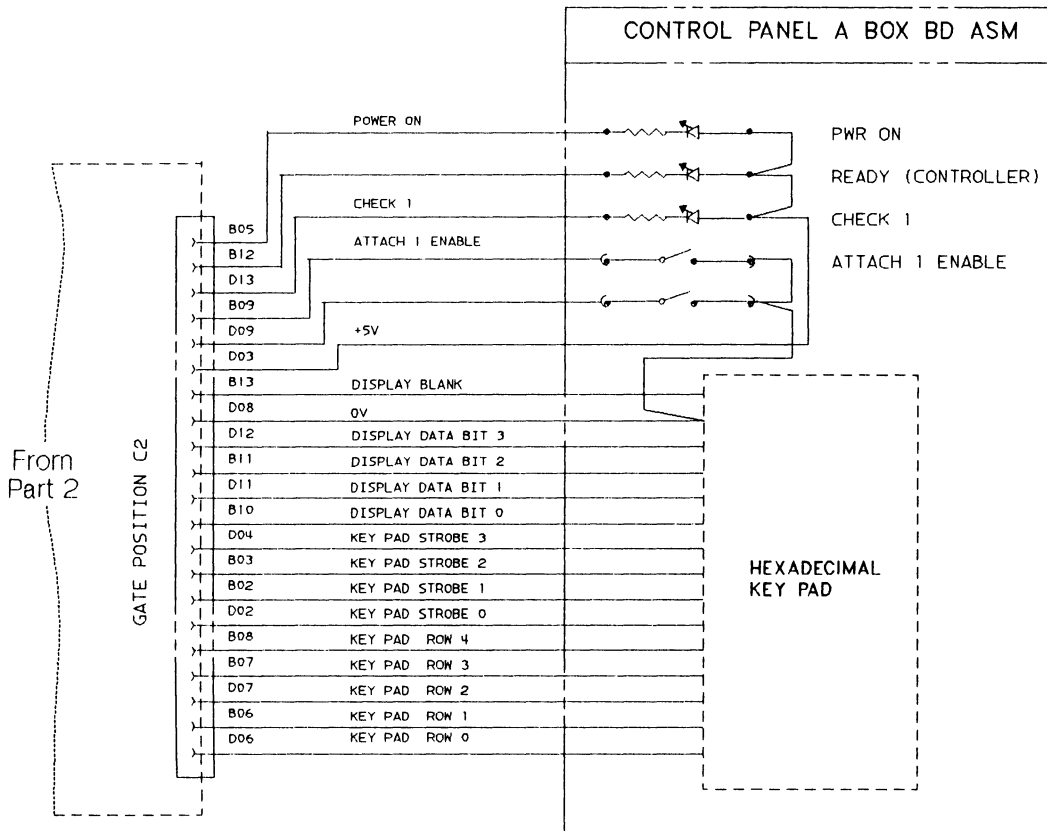 CONTROL PANEL A BOX BD ASM
POWER ON
PWR ON
READY (CONTROLLER)
CHECK 1
CHECK 1
ATTACH 1 ENABLE
ATTACH 1 ENABLE
+5V
B05
B12
D13
B09
D09
D03
B13 DISPLAY BLANK
D08 0V
D12 DISPLAY DATA BIT 3
B11 DISPLAY DATA BIT 2
D11 DISPLAY DATA BIT 1
B10 DISPLAY DATA BIT 0
D04 KEY PAD STROBE 3
B03 KEY PAD STROBE 2
B02 KEY PAD STROBE 1
D02 KEY PAD STROBE 0
B08 KEY PAD ROW 4
B07 KEY PAD ROW 3
D07 KEY PAD ROW 2
B06 KEY PAD ROW 1
D06 KEY PAD ROW 0
From
Part 2
GATE POSITION C2
HEXADECIMAL
KEY PAD